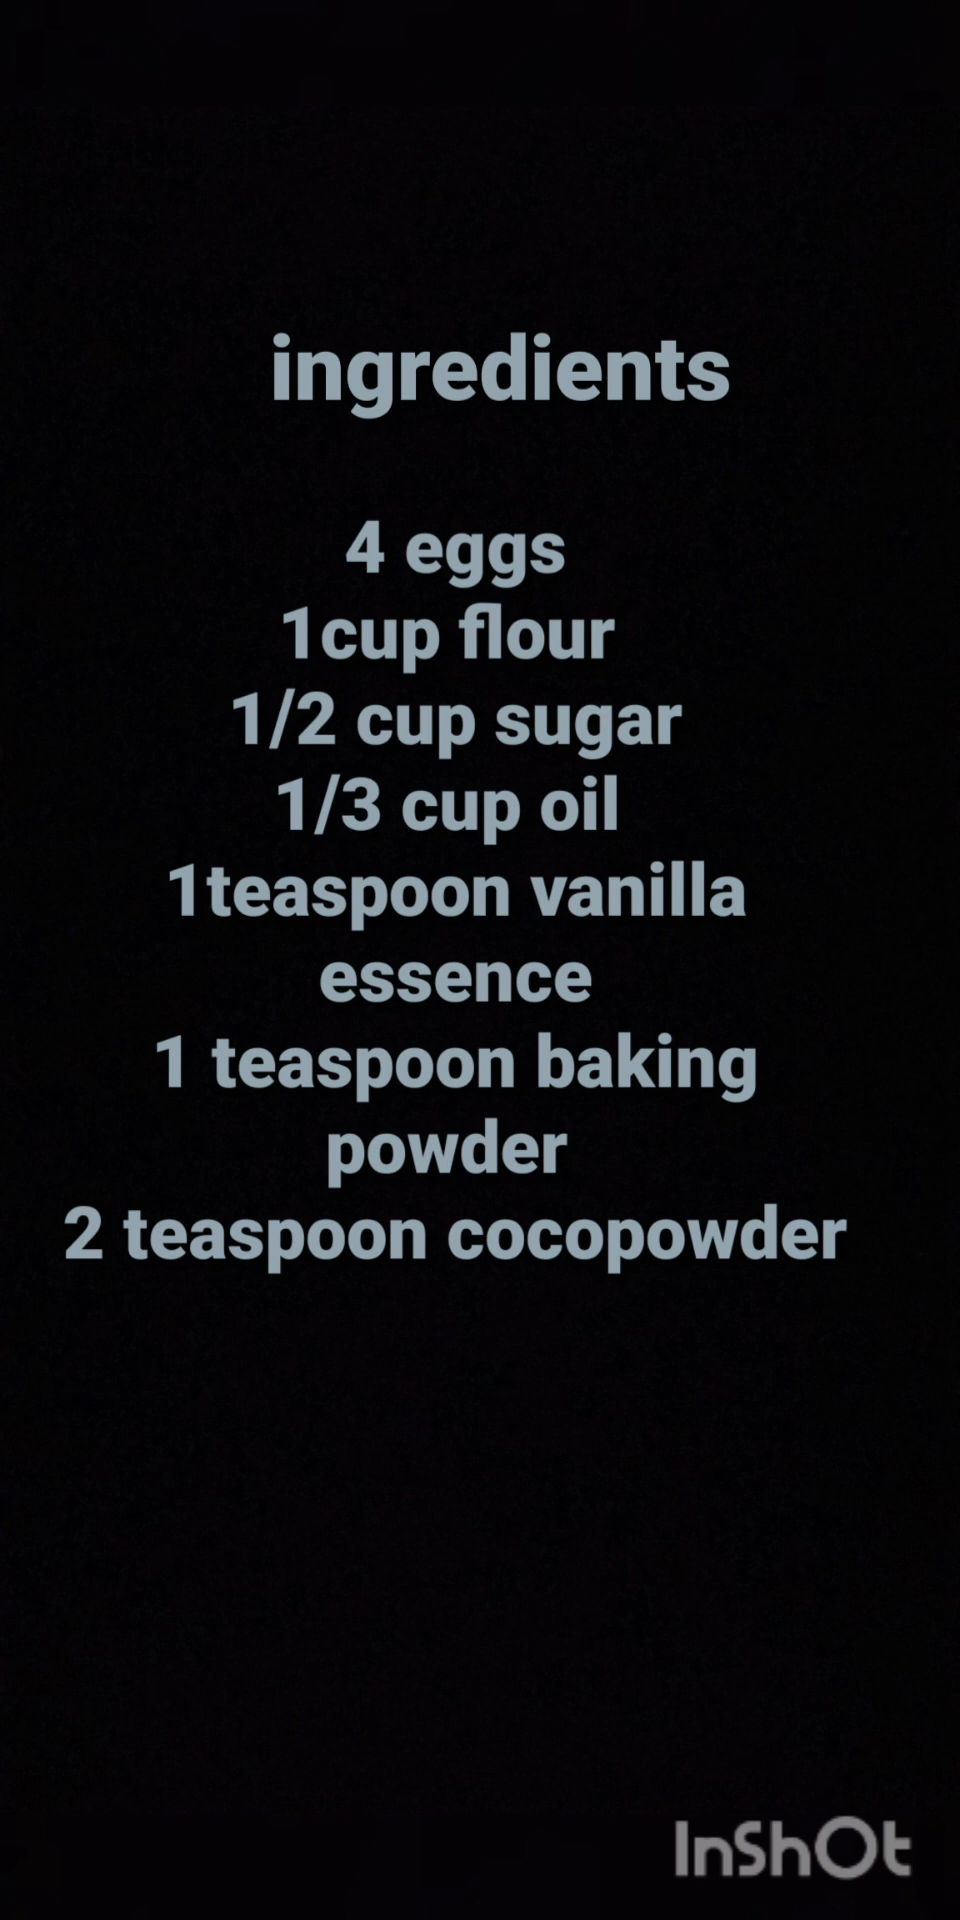 ingredients
4 eggs
1cup flour
1/2 cup sugar
1/3 cup oil
1teaspoon vanilla
essence
1 teaspoon baking
powder
2 teaspoon cocopowder
InShOt